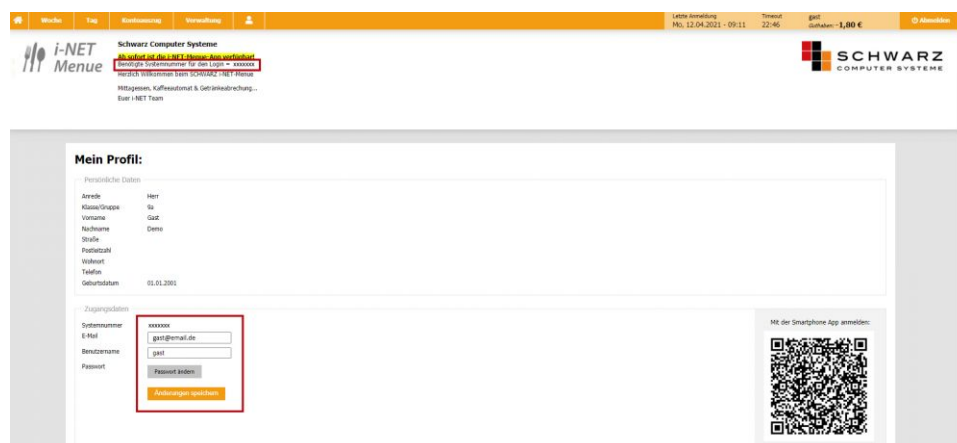 Woche Tag Kontoauszug Verwaltung
Letzte Anmeldung
Mo, 12.04.2021 - 09:11
Timeout
22:46
gast
Guthaben: -1,80 €
Abmelden
i-NET
Menue
Schwarz Computer Systeme
Ab sofort ist die i-NET-Menue-App verfügbar!
Benötigte Systemnummer für den Login = xxxxxxx
Herzlich Willkommen beim SCHWARZ i-NET-Menue
Mittagessen, Kaffeeautomat & Getränkeabrechung...
Euer i-NET Team
SCHWARZ
COMPUTER SYSTEME
Mein Profil:
Persönliche Daten
Anrede Herr
Klasse/Gruppe 9a
Vorname Gast
Nachname Demo
Straße
Postleitzahl
Wohnort
Telefon
Geburtsdatum 01.01.2001
Zugangsdaten
Systemnummer xxxxxxx
E-Mail gast@email.de
Benutzername gast
Passwort Passwort ändern
Änderungen speichern
Mit der Smartphone App anmelden: